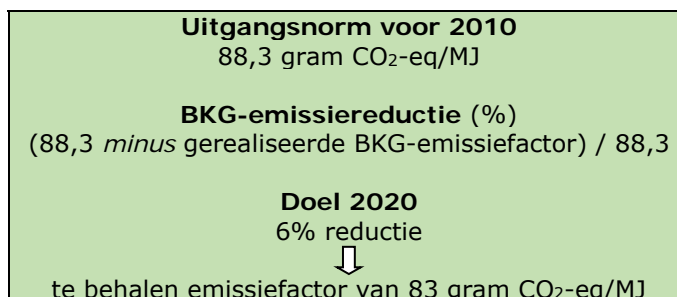 Uitgangsnorm voor 2010
88,3 gram CO₂-eq/MJ
BKG-emissiereductie (%)
(88,3 minus gerealiseerde BKG-emissiefactor) / 88,3
Doel 2020
6% reductie
te behalen emissiefactor van 83 gram CO₂-eq/MJ